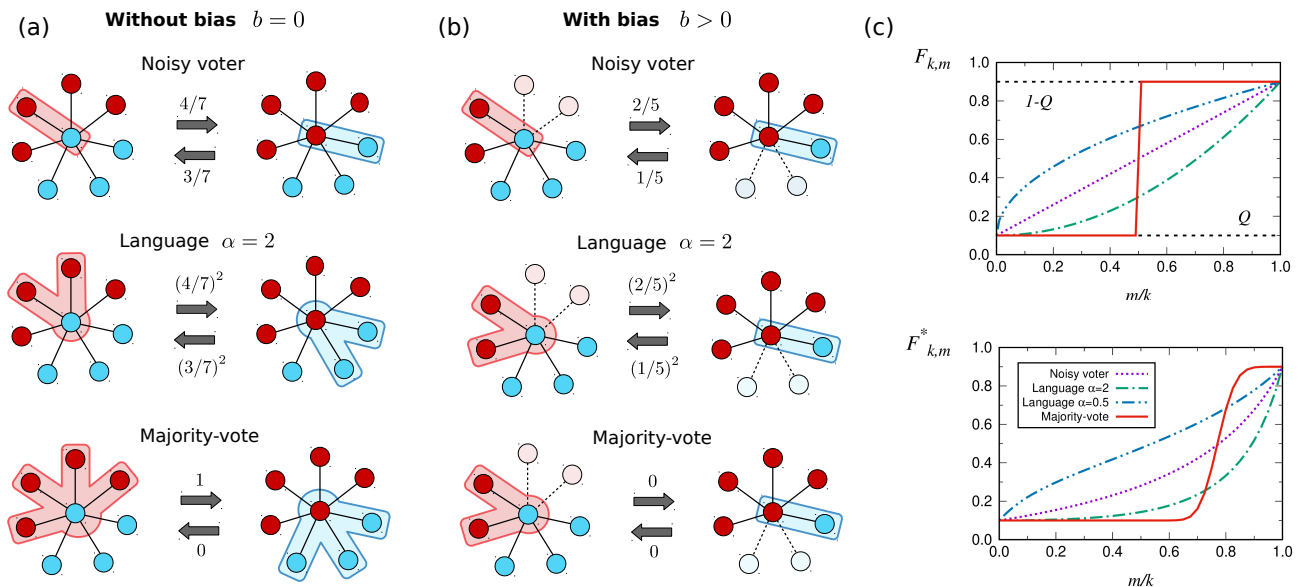 (a)
Without bias b = 0
Noisy voter
4/7
3/7
Language α = 2
(4/7)²
(3/7)²
Majority-vote
1
0
(b)
With bias b > 0
Noisy voter
2/5
1/5
Language α = 2
(2/5)²
(1/5)²
Majority-vote
0
0
(c)
F_{k,m}
1.0
0.8
0.6
0.4
0.2
0.0
1-Q
Q
0.0 0.2 0.4 0.6 0.8 1.0
m/k
F*_{k,m}
1.0
0.8
0.6
0.4
0.2
0.0
Noisy voter
Language α=2
Language α=0.5
Majority-vote
0.0 0.2 0.4 0.6 0.8 1.0
m/k